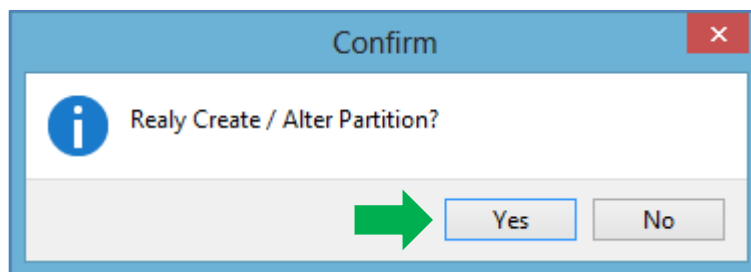 Confirm
Realy Create / Alter Partition?
Yes No